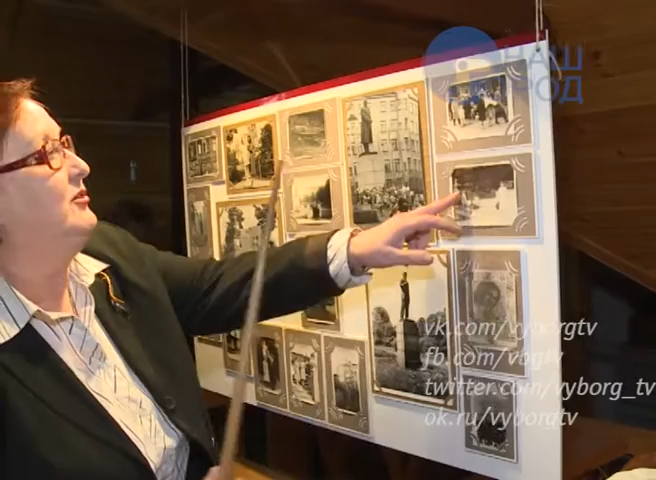 НАШ
ГОРОД
vk.com/vyborgtv
fb.com/vbgtv
twitter.com/vyborg_tv
ok.ru/vyborgtv